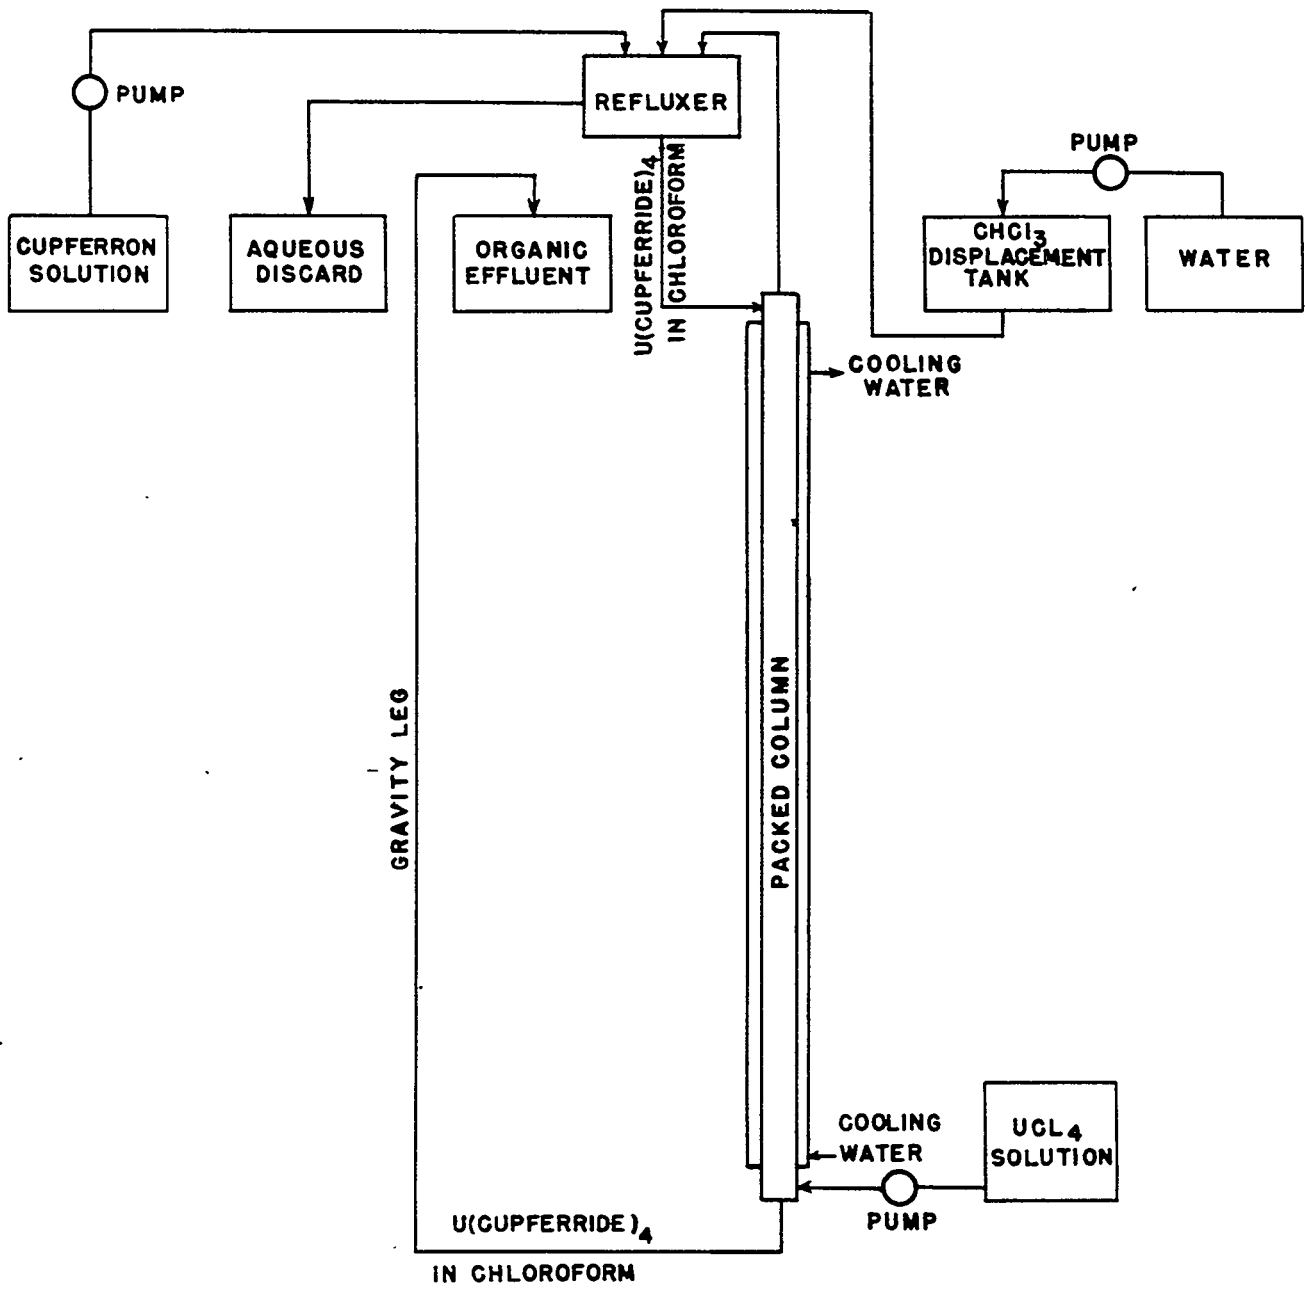 PUMP
REFLUXER
U(CUPFERRIDE)4
IN CHLOROFORM
PUMP
CUPFERRON
SOLUTION
AQUEOUS
DISCARD
ORGANIC
EFFLUENT
CHCl3
DISPLACEMENT
TANK
WATER
COOLING
WATER
GRAVITY LEG
PACKED COLUMN
COOLING
WATER
UCL4
SOLUTION
PUMP
U(CUPFERRIDE)4
IN CHLOROFORM